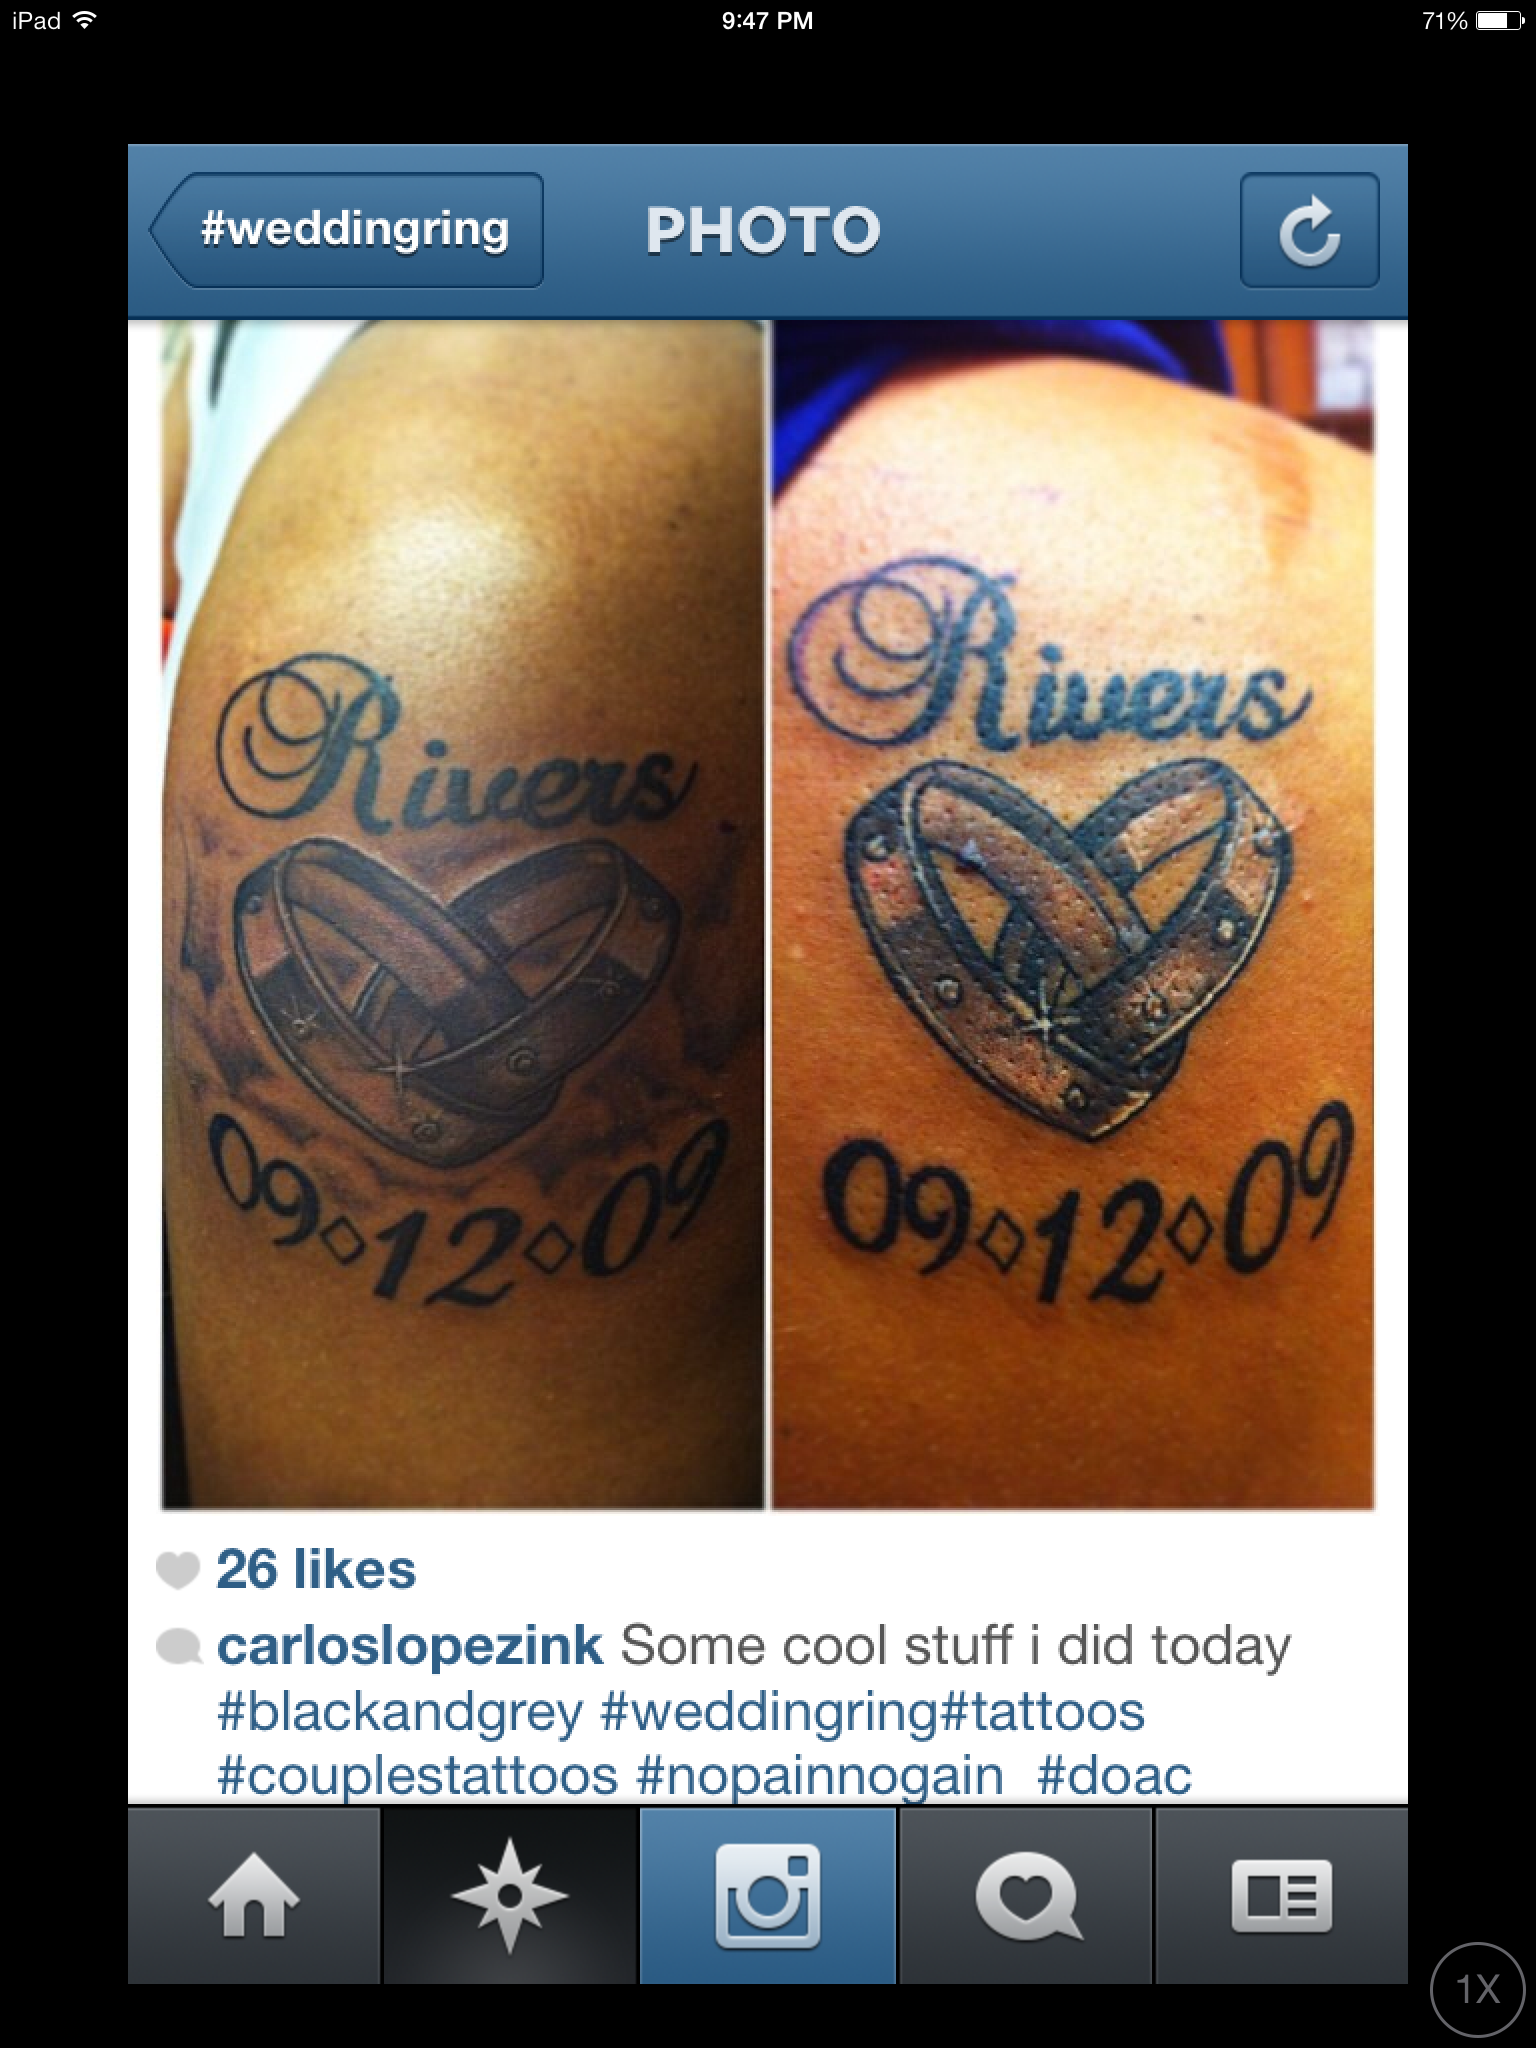 iPad 9:47 PM 71%
#weddingring PHOTO
Rivers Rivers
09◇12◇09 09◇12◇09
26 likes
carloslopezink Some cool stuff i did today
#blackandgrey #weddingring#tattoos
#couplestattoos #nopainnogain #doac
1X